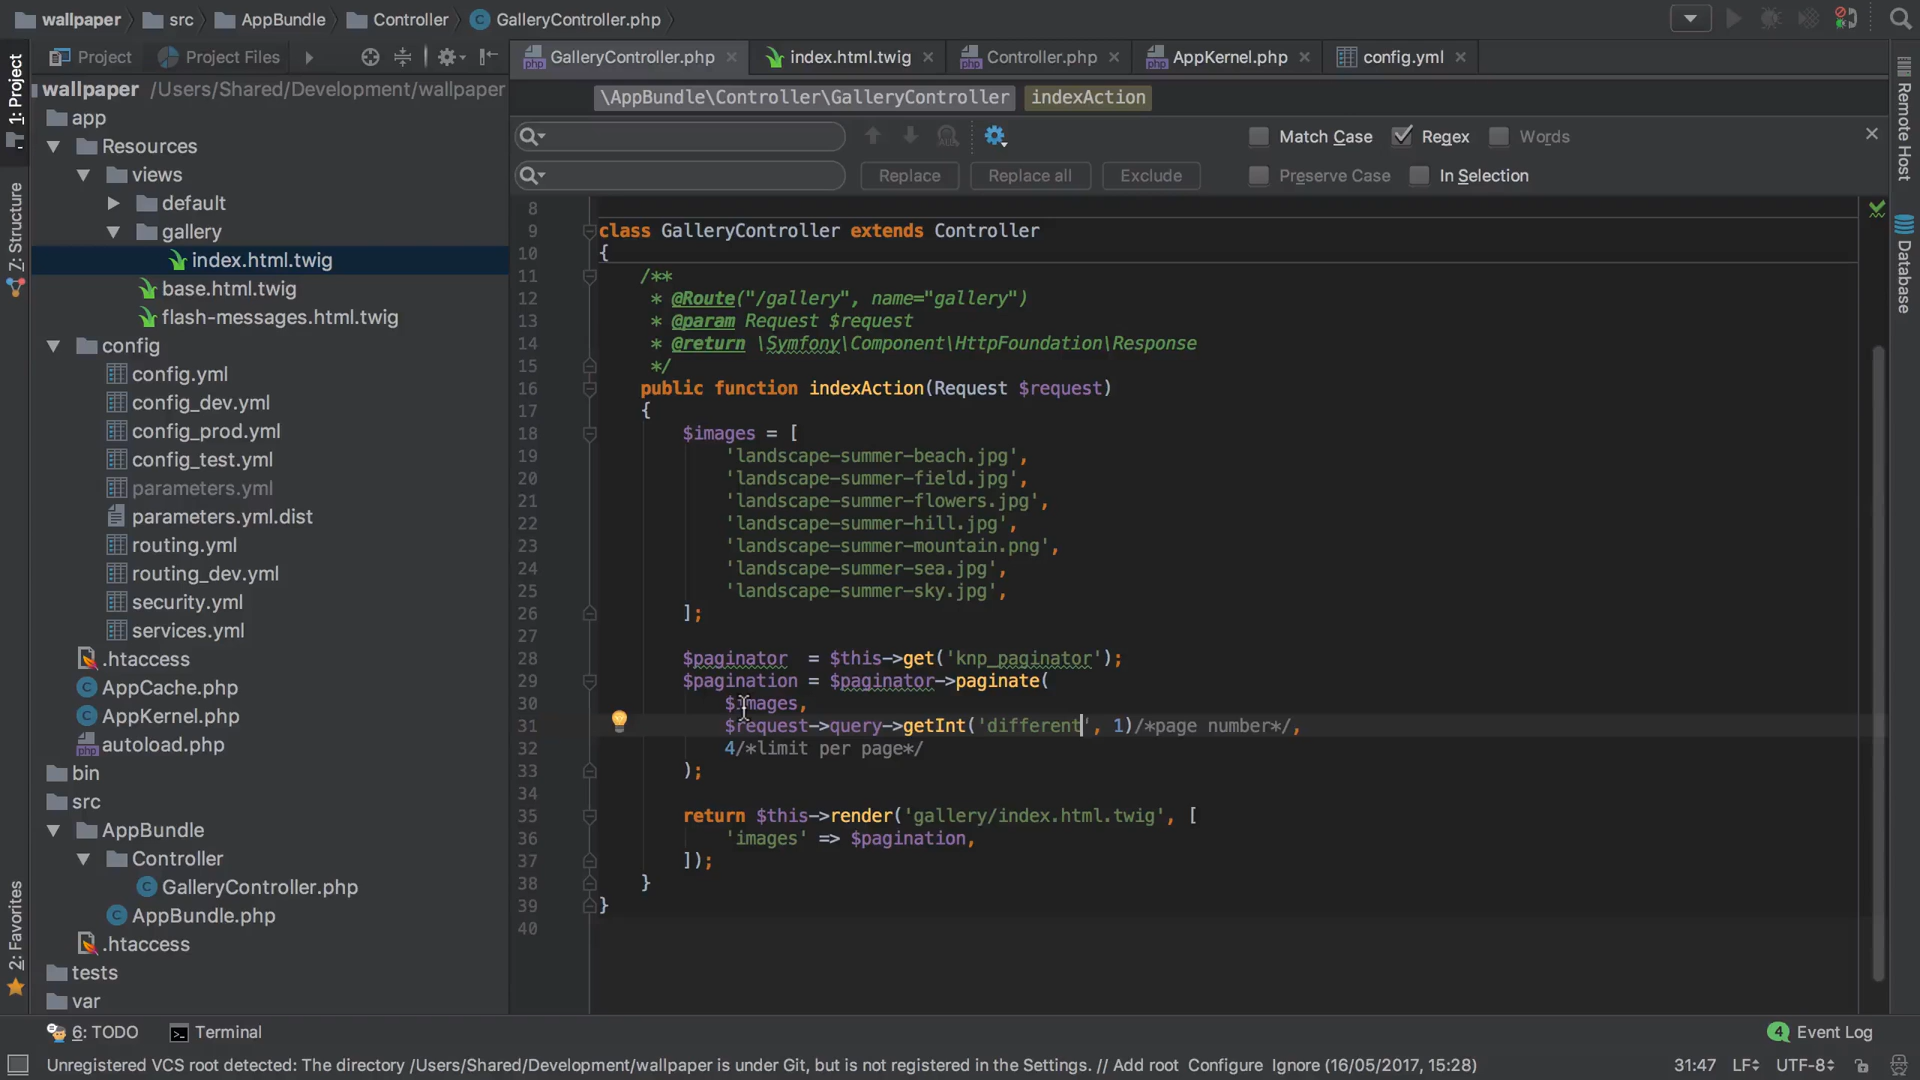 wallpaper src AppBundle Controller GalleryController.php
Project Project Files GalleryController.php index.html.twig Controller.php AppKernel.php config.yml
1: Project
Z: Structure
2: Favorites
wallpaper /Users/Shared/Development/wallpaper
app
Resources
views
default
gallery
index.html.twig
base.html.twig
flash-messages.html.twig
config
config.yml
config_dev.yml
config_prod.yml
config_test.yml
parameters.yml
parameters.yml.dist
routing.yml
routing_dev.yml
security.yml
services.yml
.htaccess
AppCache.php
AppKernel.php
autoload.php
bin
src
AppBundle
Controller
GalleryController.php
AppBundle.php
.htaccess
tests
var
\AppBundle\Controller\GalleryController indexAction
Match Case Regex Words
Replace Replace all Exclude Preserve Case In Selection
8
9 class GalleryController extends Controller
10 {
11 /**
12 * @Route("/gallery", name="gallery")
13 * @param Request $request
14 * @return \Symfony\Component\HttpFoundation\Response
15 */
16 public function indexAction(Request $request)
17 {
18 $images = [
19 'landscape-summer-beach.jpg',
20 'landscape-summer-field.jpg',
21 'landscape-summer-flowers.jpg',
22 'landscape-summer-hill.jpg',
23 'landscape-summer-mountain.png',
24 'landscape-summer-sea.jpg',
25 'landscape-summer-sky.jpg',
26 ];
27
28 $paginator = $this->get('knp_paginator');
29 $pagination = $paginator->paginate(
30 $images,
31 $request->query->getInt('different', 1)/*page number*/,
32 4/*limit per page*/
33 );
34
35 return $this->render('gallery/index.html.twig', [
36 'images' => $pagination,
37 ]);
38 }
39 }
40
Remote Host
Database
6: TODO Terminal 4 Event Log
Unregistered VCS root detected: The directory /Users/Shared/Development/wallpaper is under Git, but is not registered in the Settings. // Add root Configure Ignore (16/05/2017, 15:28) 31:47 LF UTF-8